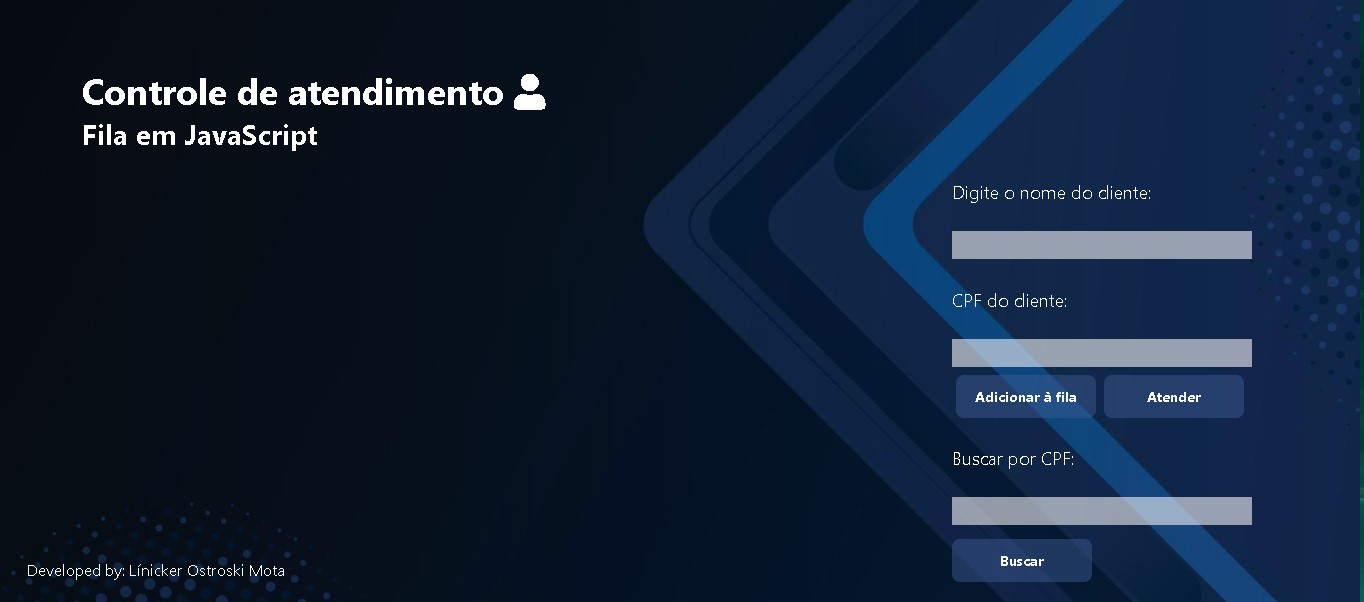 Controle de atendimento
Fila em JavaScript
Digite o nome do cliente:
CPF do cliente:
Adicionar à fila
Atender
Buscar por CPF:
Buscar
Developed by: Línicker Ostroski Mota